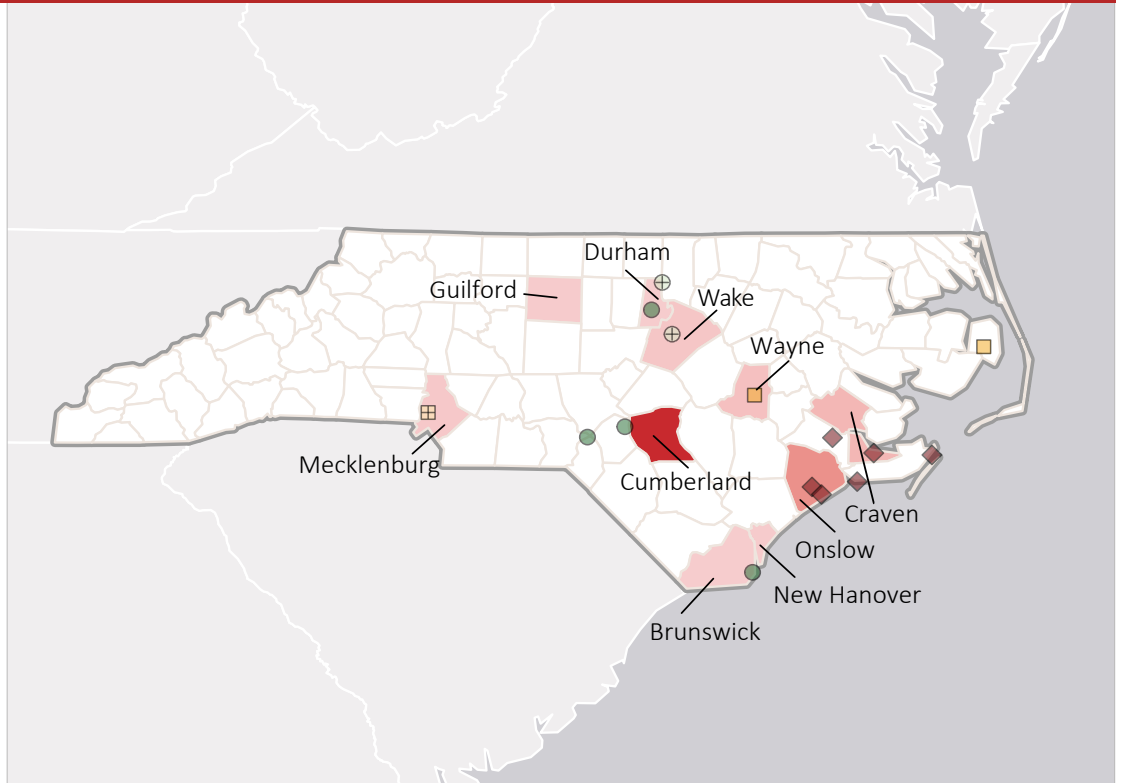 Durham
Guilford
Wake
Wayne
Mecklenburg
Cumberland
Craven
Onslow
New Hanover
Brunswick